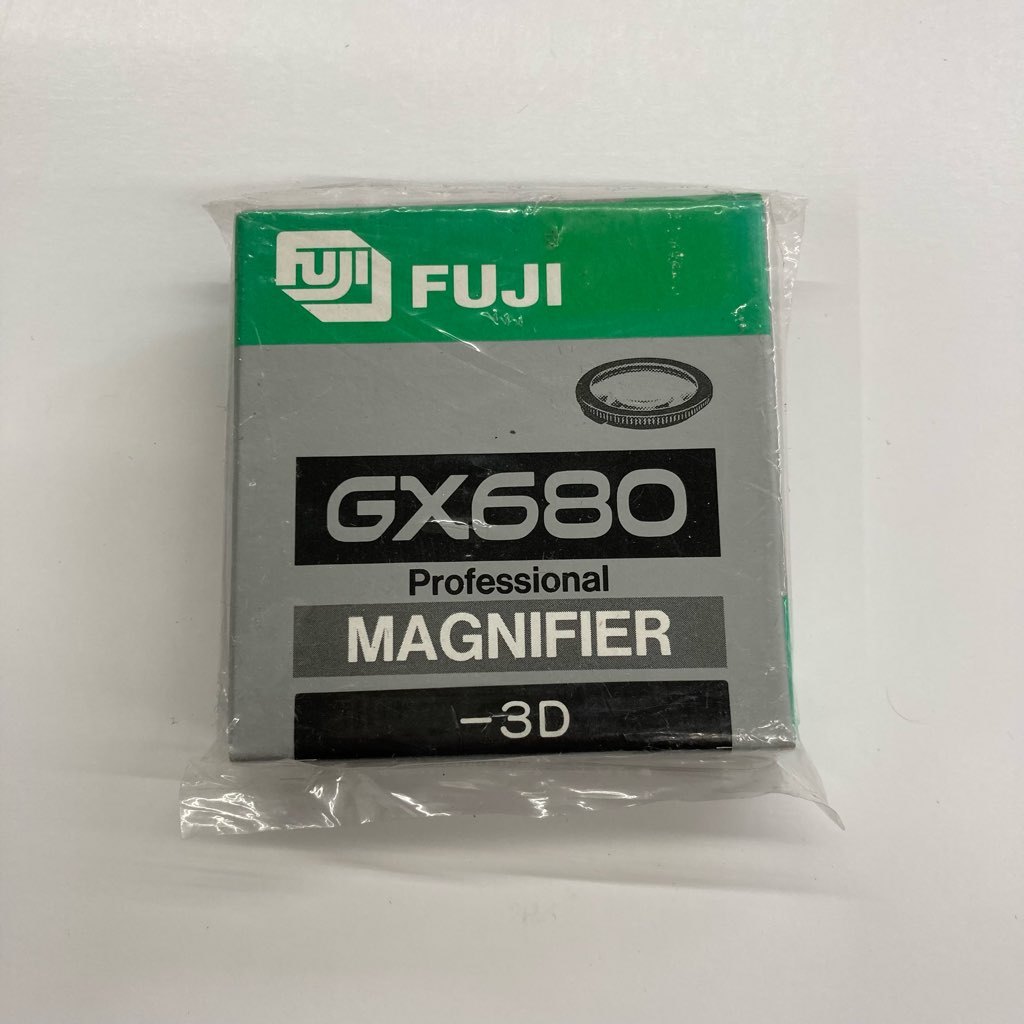 FUJI FUJI
GX680
Professional
MAGNIFIER
-3D